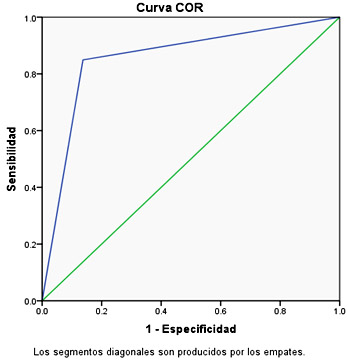 Curva COR
1.0
0.8
0.6
0.4
0.2
0.0
Sensibilidad
0.0 0.2 0.4 0.6 0.8 1.0
1 - Especificidad
Los segmentos diagonales son producidos por los empates.